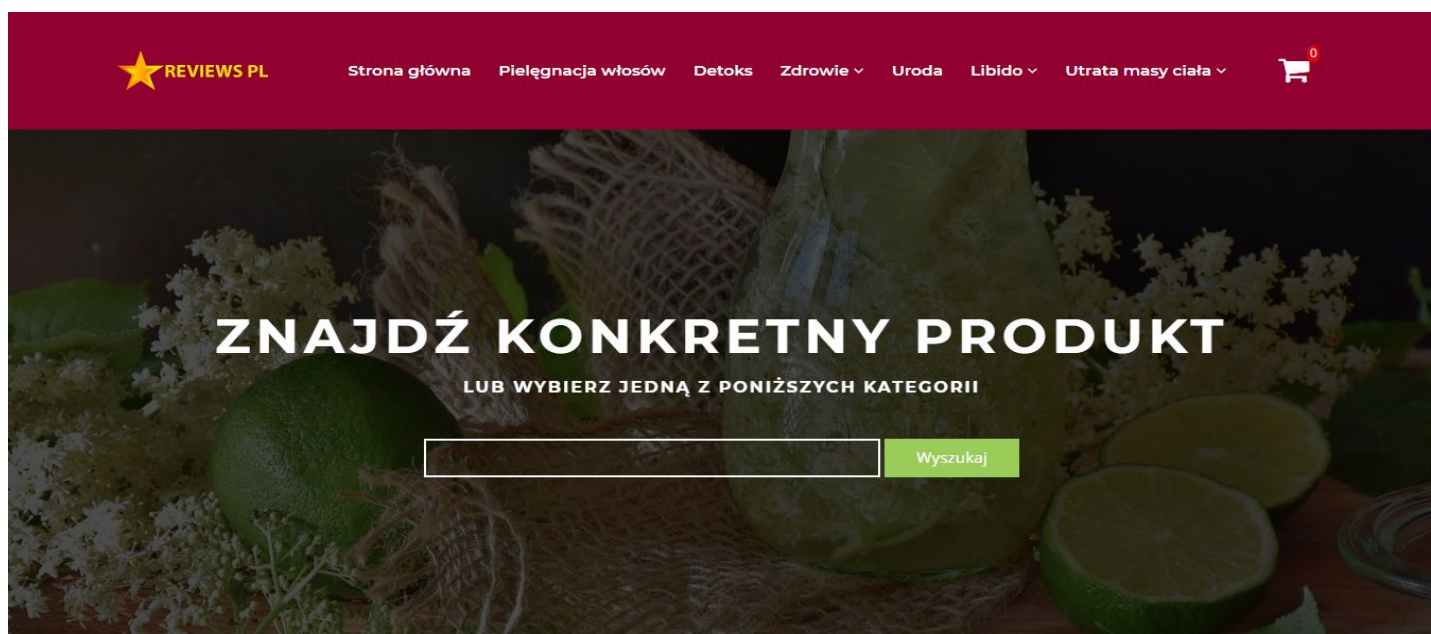 REVIEWS PL
Strona główna Pielęgnacja włosów Detoks Zdrowie Uroda Libido Utrata masy ciała 0
ZNAJDŹ KONKRETNY PRODUKT
LUB WYBIERZ JEDNĄ Z PONIŻSZYCH KATEGORII
Wyszukaj